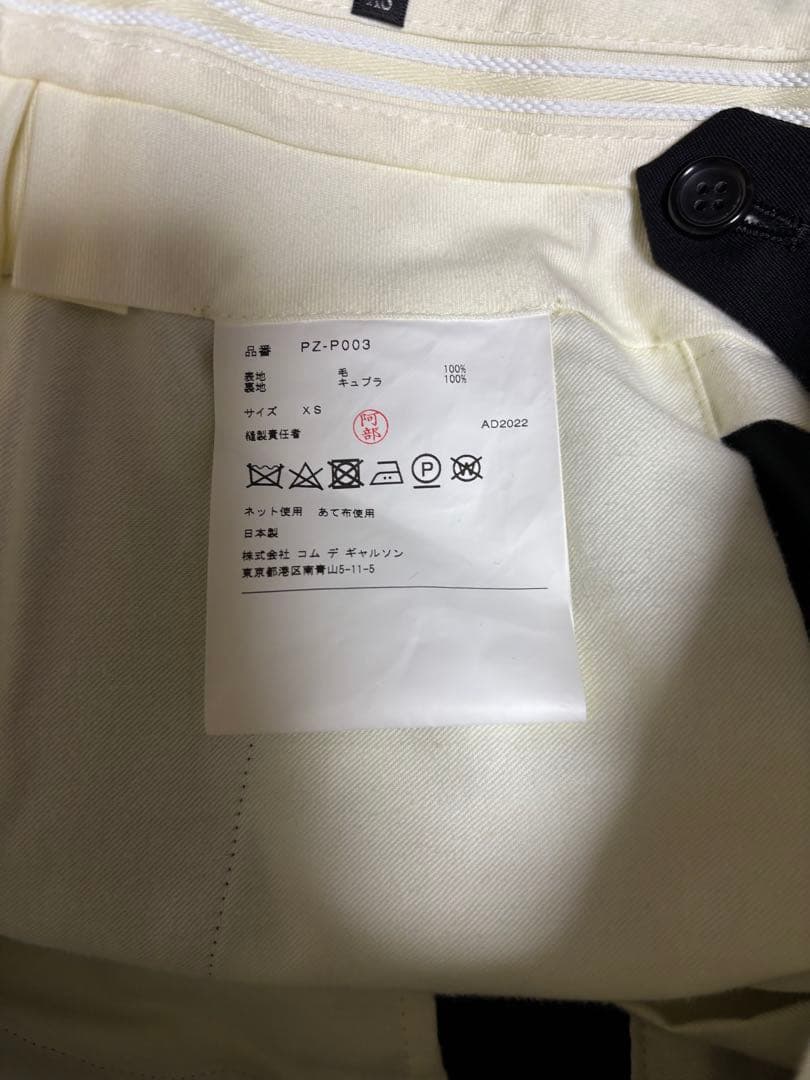 XS
品番 PZ-P003
表地 毛 100%
裏地 キュプラ 100%
サイズ XS
縫製責任者 阿部 AD2022
P W
ネット使用 あて布使用
日本製
株式会社 コム デ ギャルソン
東京都港区南青山5-11-5